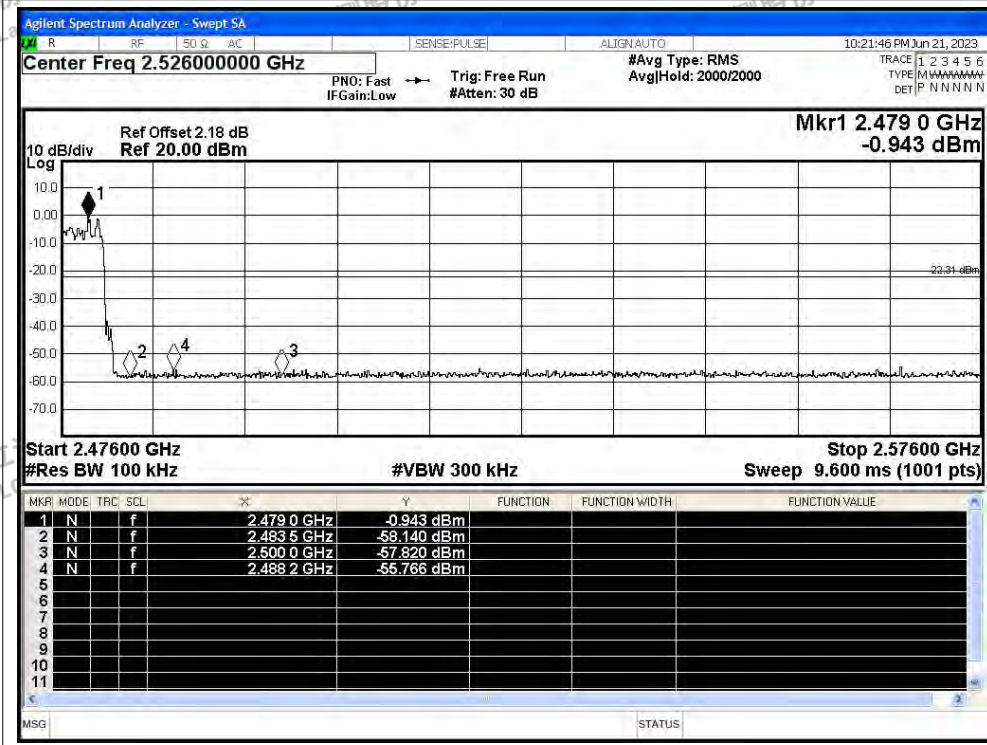 Agilent Spectrum Analyzer - Swept SA
LXI R RF 50 Ω AC SENSE:PULSE ALIGN AUTO 10:21:46 PM Jun 21, 2023
Center Freq 2.526000000 GHz
PNO: Fast
IFGain:Low
Trig: Free Run
#Atten: 30 dB
#Avg Type: RMS
Avg|Hold: 2000/2000
TRACE 1 2 3 4 5 6
TYPE M W W W W W
DET P N N N N N
Ref Offset 2.18 dB
10 dB/div Ref 20.00 dBm
Log
Mkr1 2.479 0 GHz
-0.943 dBm
10.0
0.00
-10.0
-20.0
-30.0
-40.0
-50.0
-60.0
-70.0
1
2
4
3
-22.31 dBm
Start 2.47600 GHz Stop 2.57600 GHz
#Res BW 100 kHz #VBW 300 kHz Sweep 9.600 ms (1001 pts)
MKR MODE TRC SCL X Y FUNCTION FUNCTION WIDTH FUNCTION VALUE
1 N f 2.479 0 GHz -0.943 dBm
2 N f 2.483 5 GHz -58.140 dBm
3 N f 2.500 0 GHz -57.820 dBm
4 N f 2.488 2 GHz -55.766 dBm
5
6
7
8
9
10
11
MSG STATUS